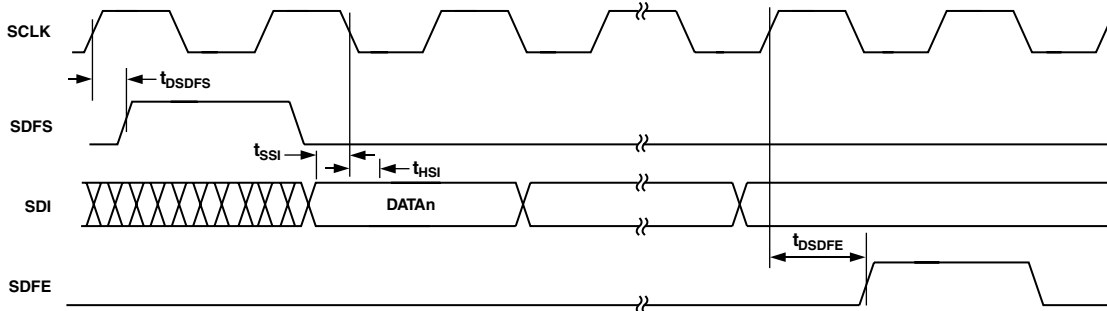 SCLK
tDSDFS
SDFS
tSSI
tHSI
SDI
DATAn
tDSDFE
SDFE